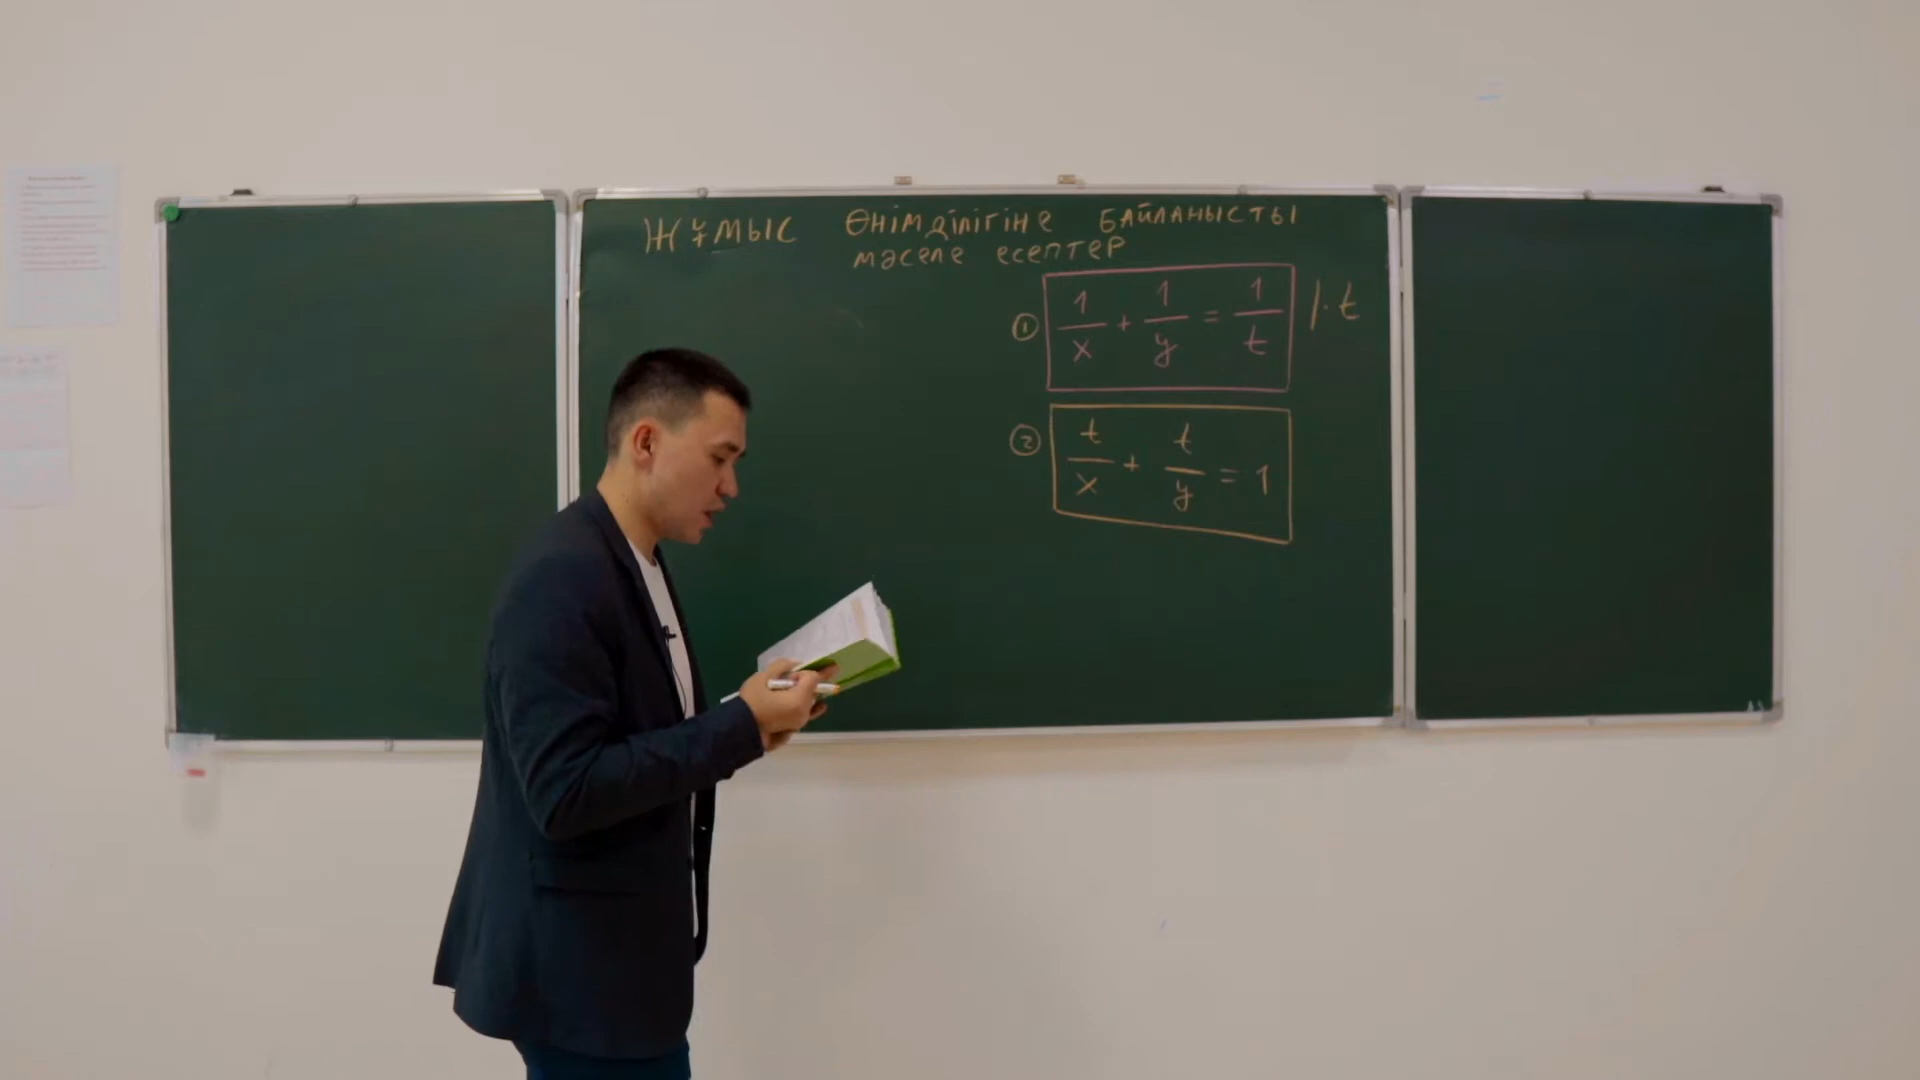 Жұмыс өнімділігіне байланысты
мәселе есептер
① 1/x + 1/y = 1/t |·t
② t/x + t/y = 1